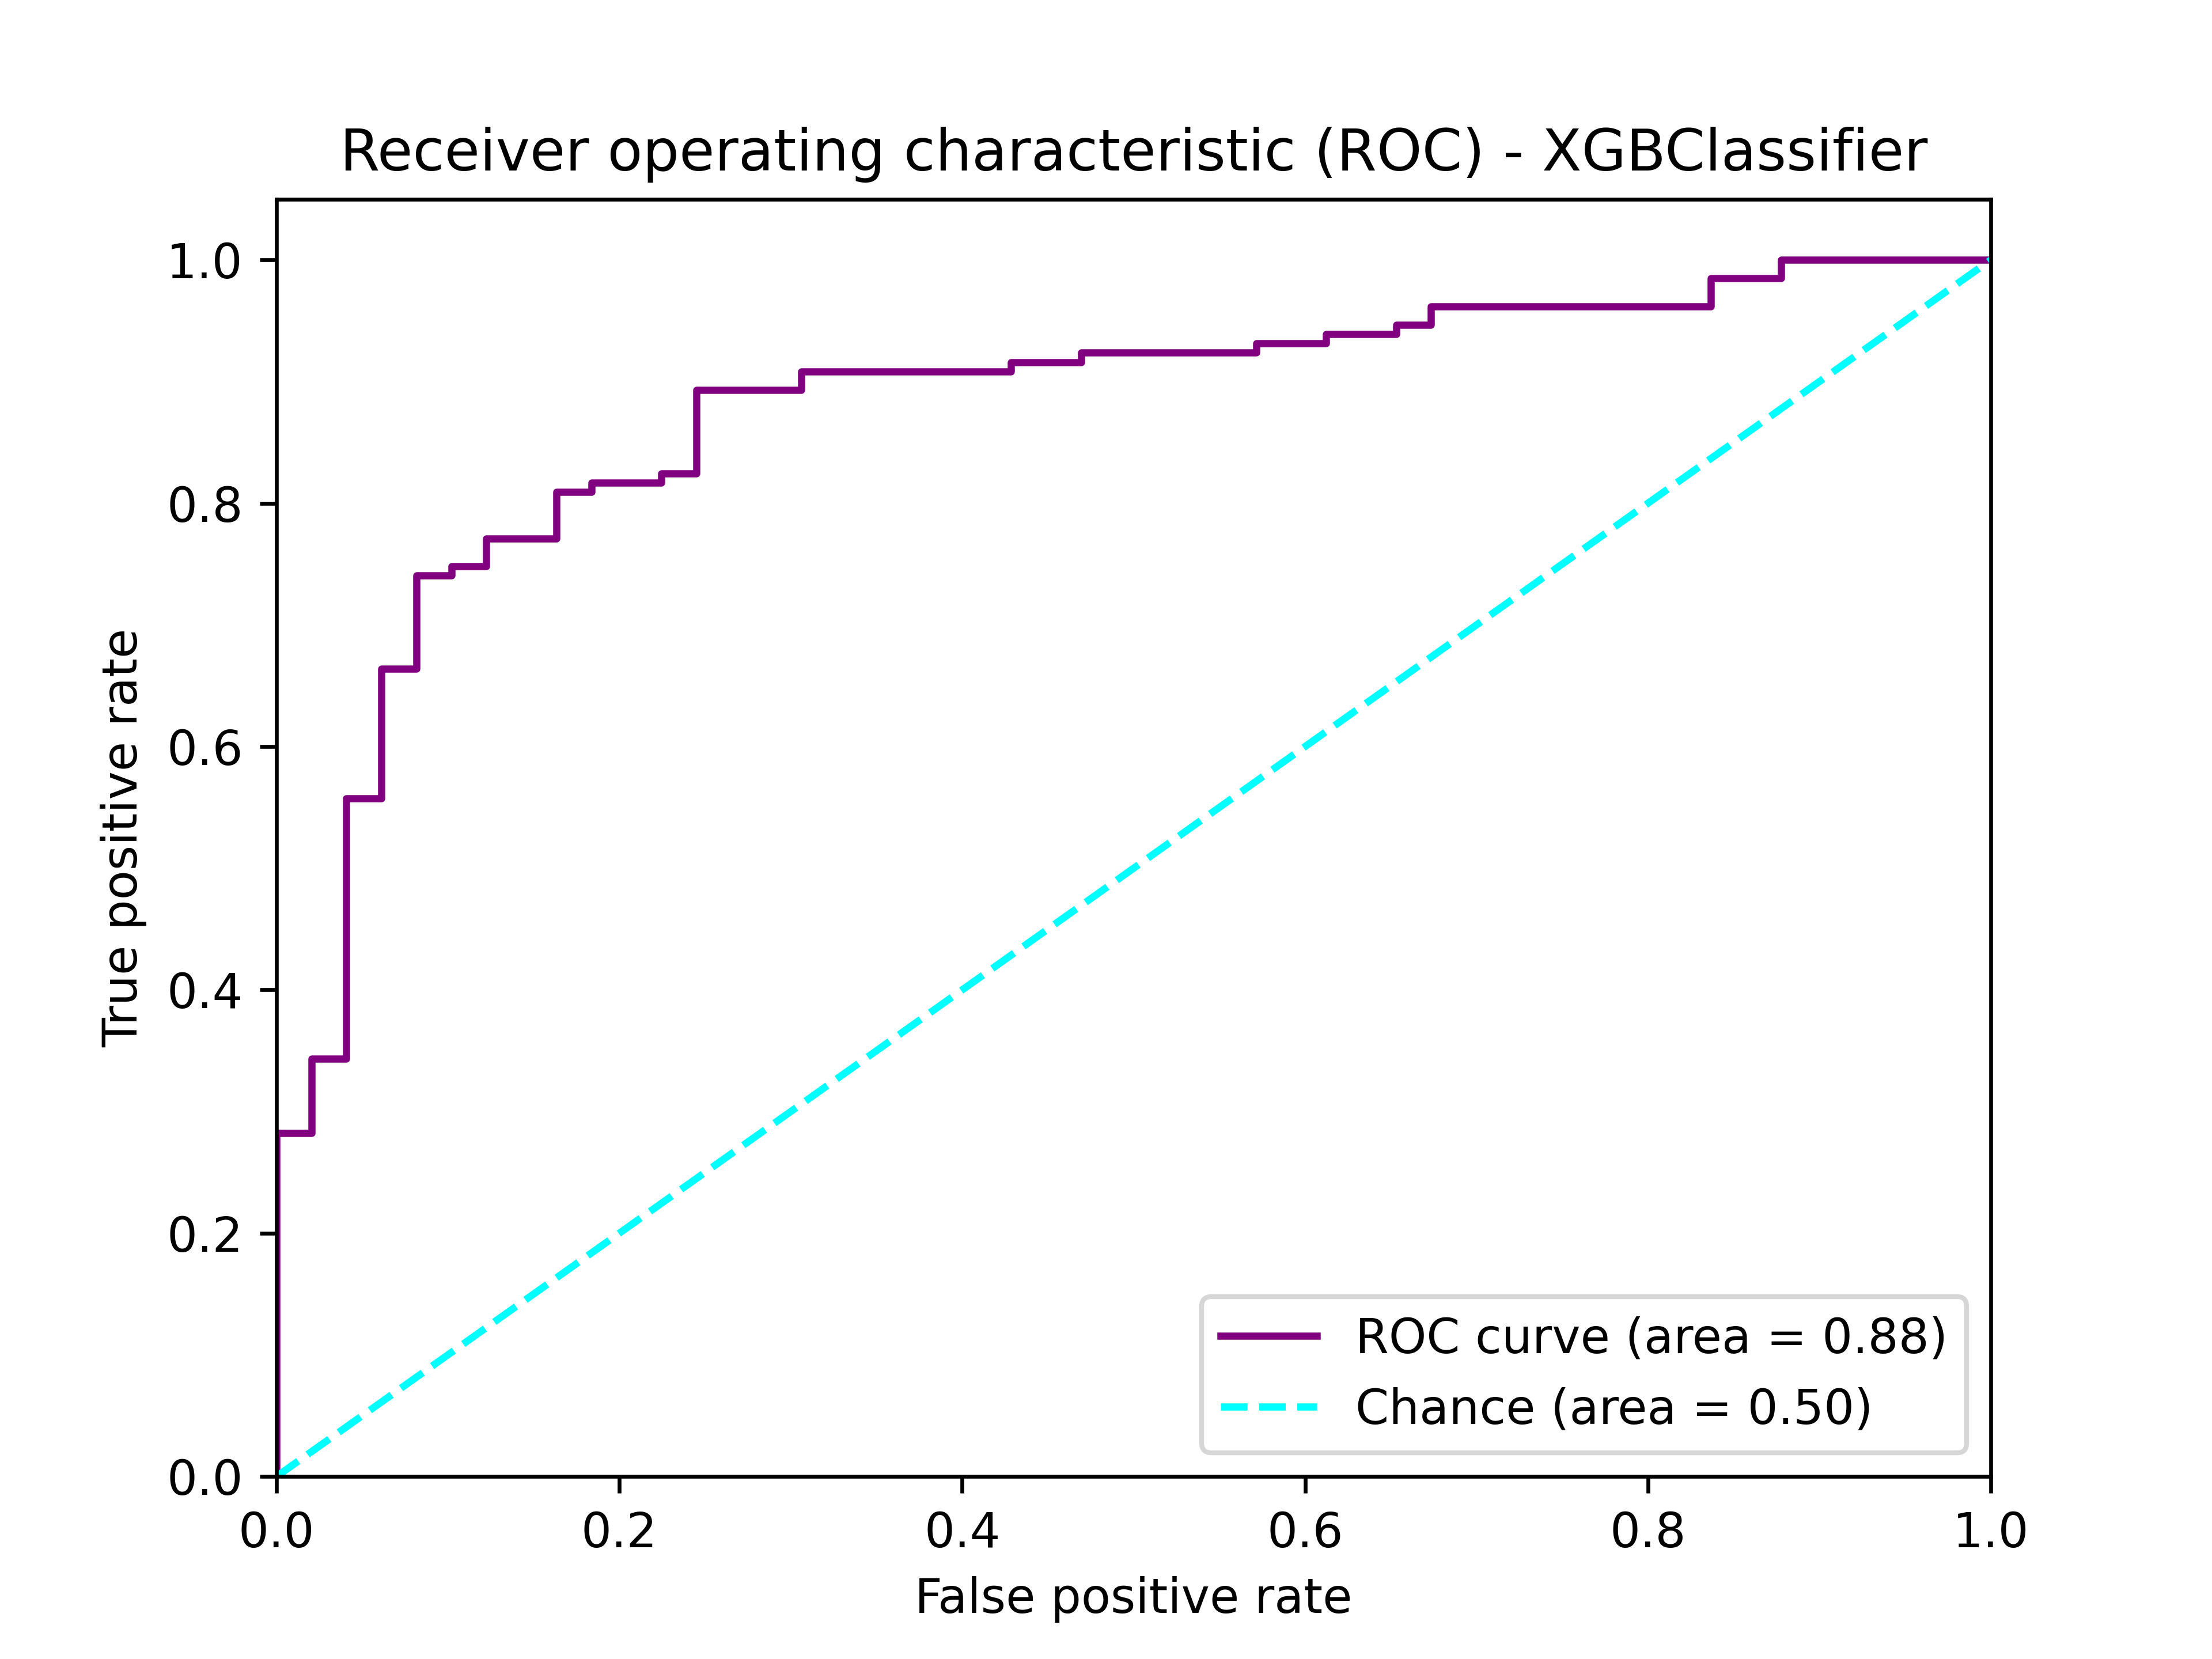 Receiver operating characteristic (ROC) - XGBClassifier
1.0
0.8
0.6
0.4
0.2
0.0
True positive rate
0.0 0.2 0.4 0.6 0.8 1.0
False positive rate
ROC curve (area = 0.88)
Chance (area = 0.50)